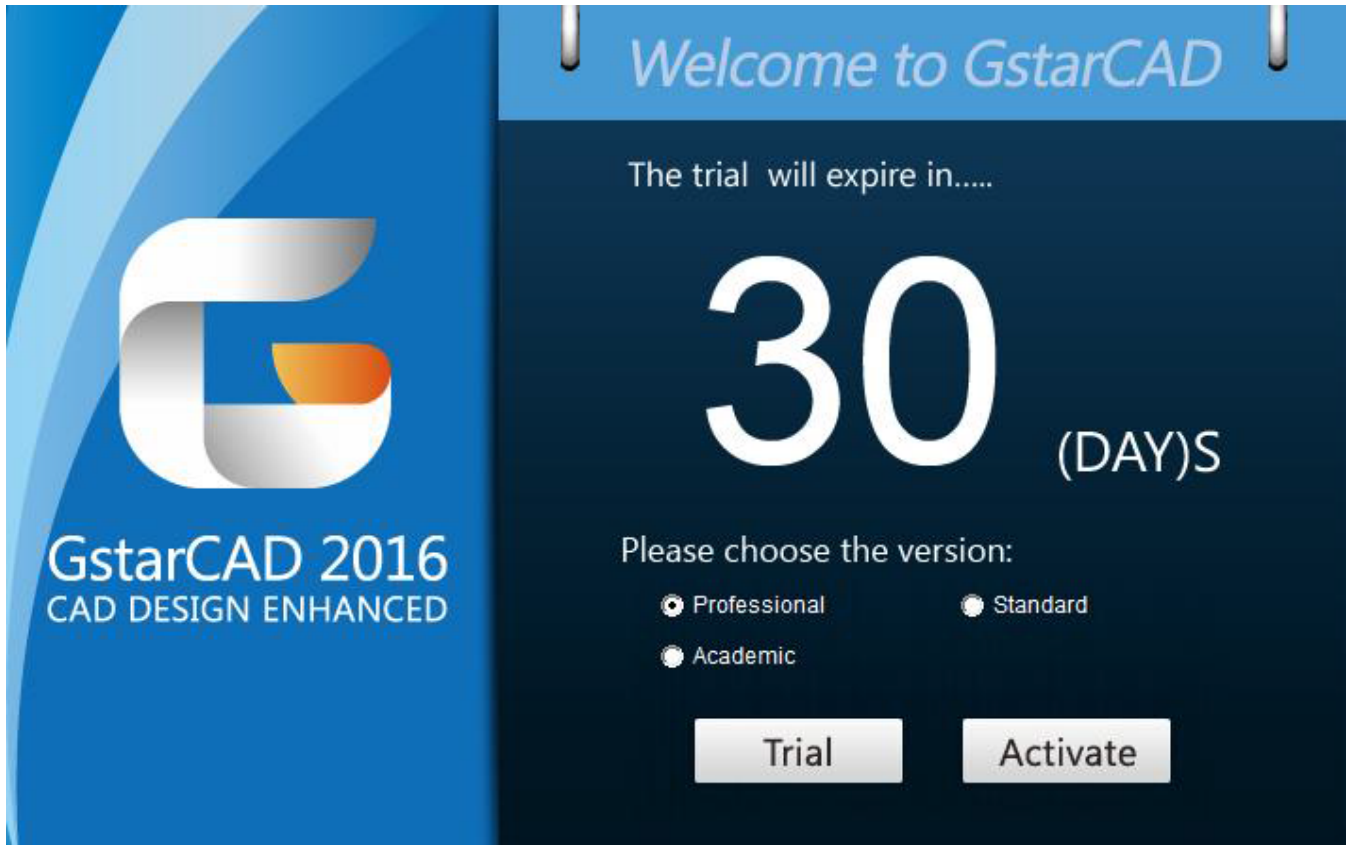 Welcome to GstarCAD
The trial will expire in.....
30
(DAY)S
GstarCAD 2016
CAD DESIGN ENHANCED
Please choose the version:
Professional
Standard
Academic
Trial
Activate